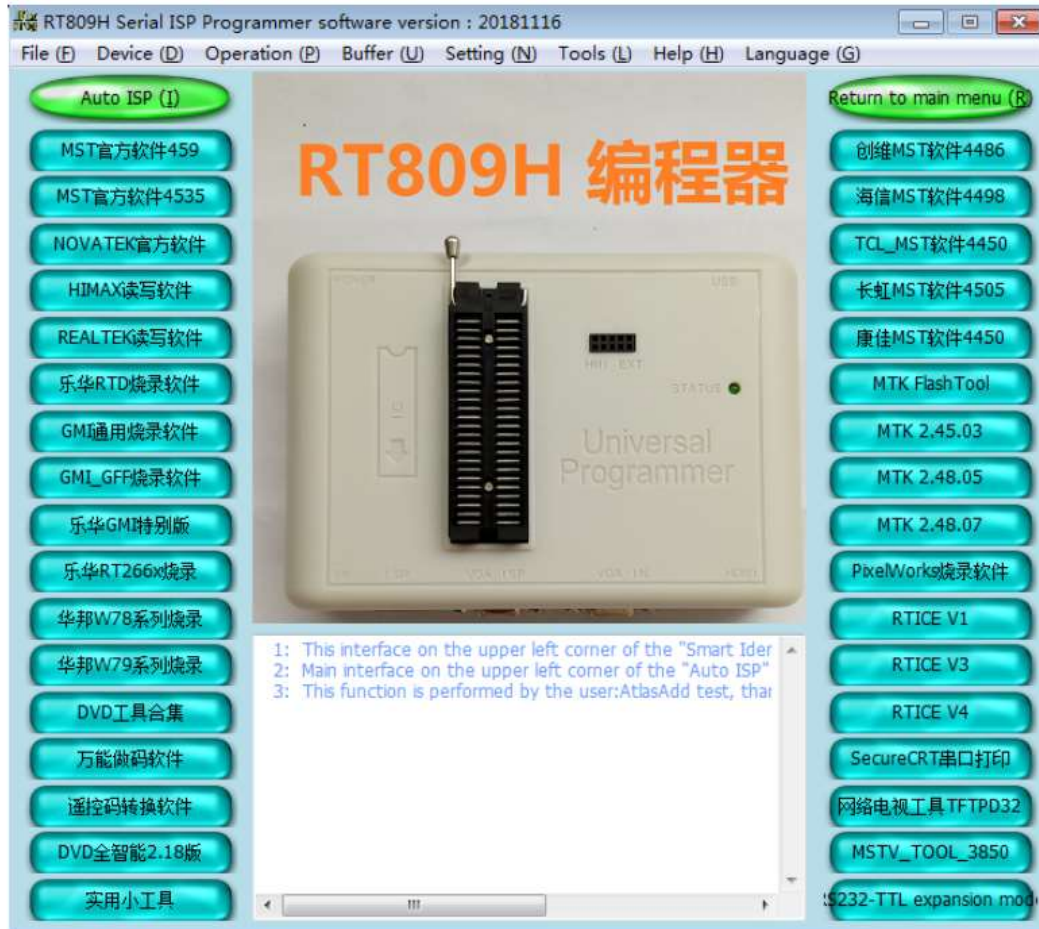 RT809H Serial ISP Programmer software version : 20181116
File (F) Device (D) Operation (P) Buffer (U) Setting (N) Tools (L) Help (H) Language (G)
Auto ISP (I)
MST官方软件459
MST官方软件4535
NOVATEK官方软件
HIMAX读写软件
REALTEK读写软件
乐华RTD烧录软件
GMI通用烧录软件
GMI_GFF烧录软件
乐华GMI特别版
乐华RT266x烧录
华邦W78系列烧录
华邦W79系列烧录
DVD工具合集
万能做码软件
遥控码转换软件
DVD全智能2.18版
实用小工具
RT809H 编程器
POWER
USB
EXT
STATUS
Universal
Programmer
ISP
VGA ISP
HDMI
1: This interface on the upper left corner of the "Smart Ider
2: Main interface on the upper left corner of the "Auto ISP"
3: This function is performed by the user:AtlasAdd test, thar
Return to main menu (R)
创维MST软件4486
海信MST软件4498
TCL_MST软件4450
长虹MST软件4505
康佳MST软件4450
MTK FlashTool
MTK 2.45.03
MTK 2.48.05
MTK 2.48.07
PixelWorks烧录软件
RTICE V1
RTICE V3
RTICE V4
SecureCRT串口打印
网络电视工具TFTPD32
MSTV_TOOL_3850
S232-TTL expansion mod